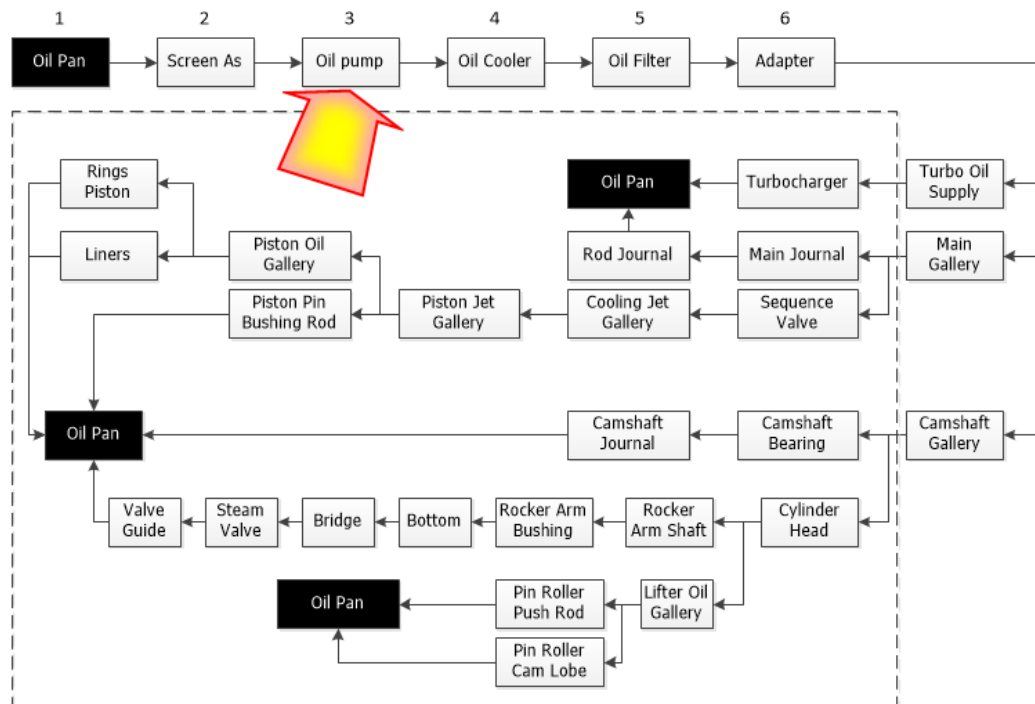 1 2 3 4 5 6
Oil Pan
Screen As
Oil pump
Oil Cooler
Oil Filter
Adapter
Rings
Piston
Oil Pan
Turbocharger
Turbo Oil
Supply
Liners
Piston Oil
Gallery
Rod Journal
Main Journal
Main
Gallery
Piston Pin
Bushing Rod
Piston Jet
Gallery
Cooling Jet
Gallery
Sequence
Valve
Oil Pan
Camshaft
Journal
Camshaft
Bearing
Camshaft
Gallery
Valve
Guide
Steam
Valve
Bridge
Bottom
Rocker Arm
Bushing
Rocker
Arm Shaft
Cylinder
Head
Oil Pan
Pin Roller
Push Rod
Lifter Oil
Gallery
Pin Roller
Cam Lobe